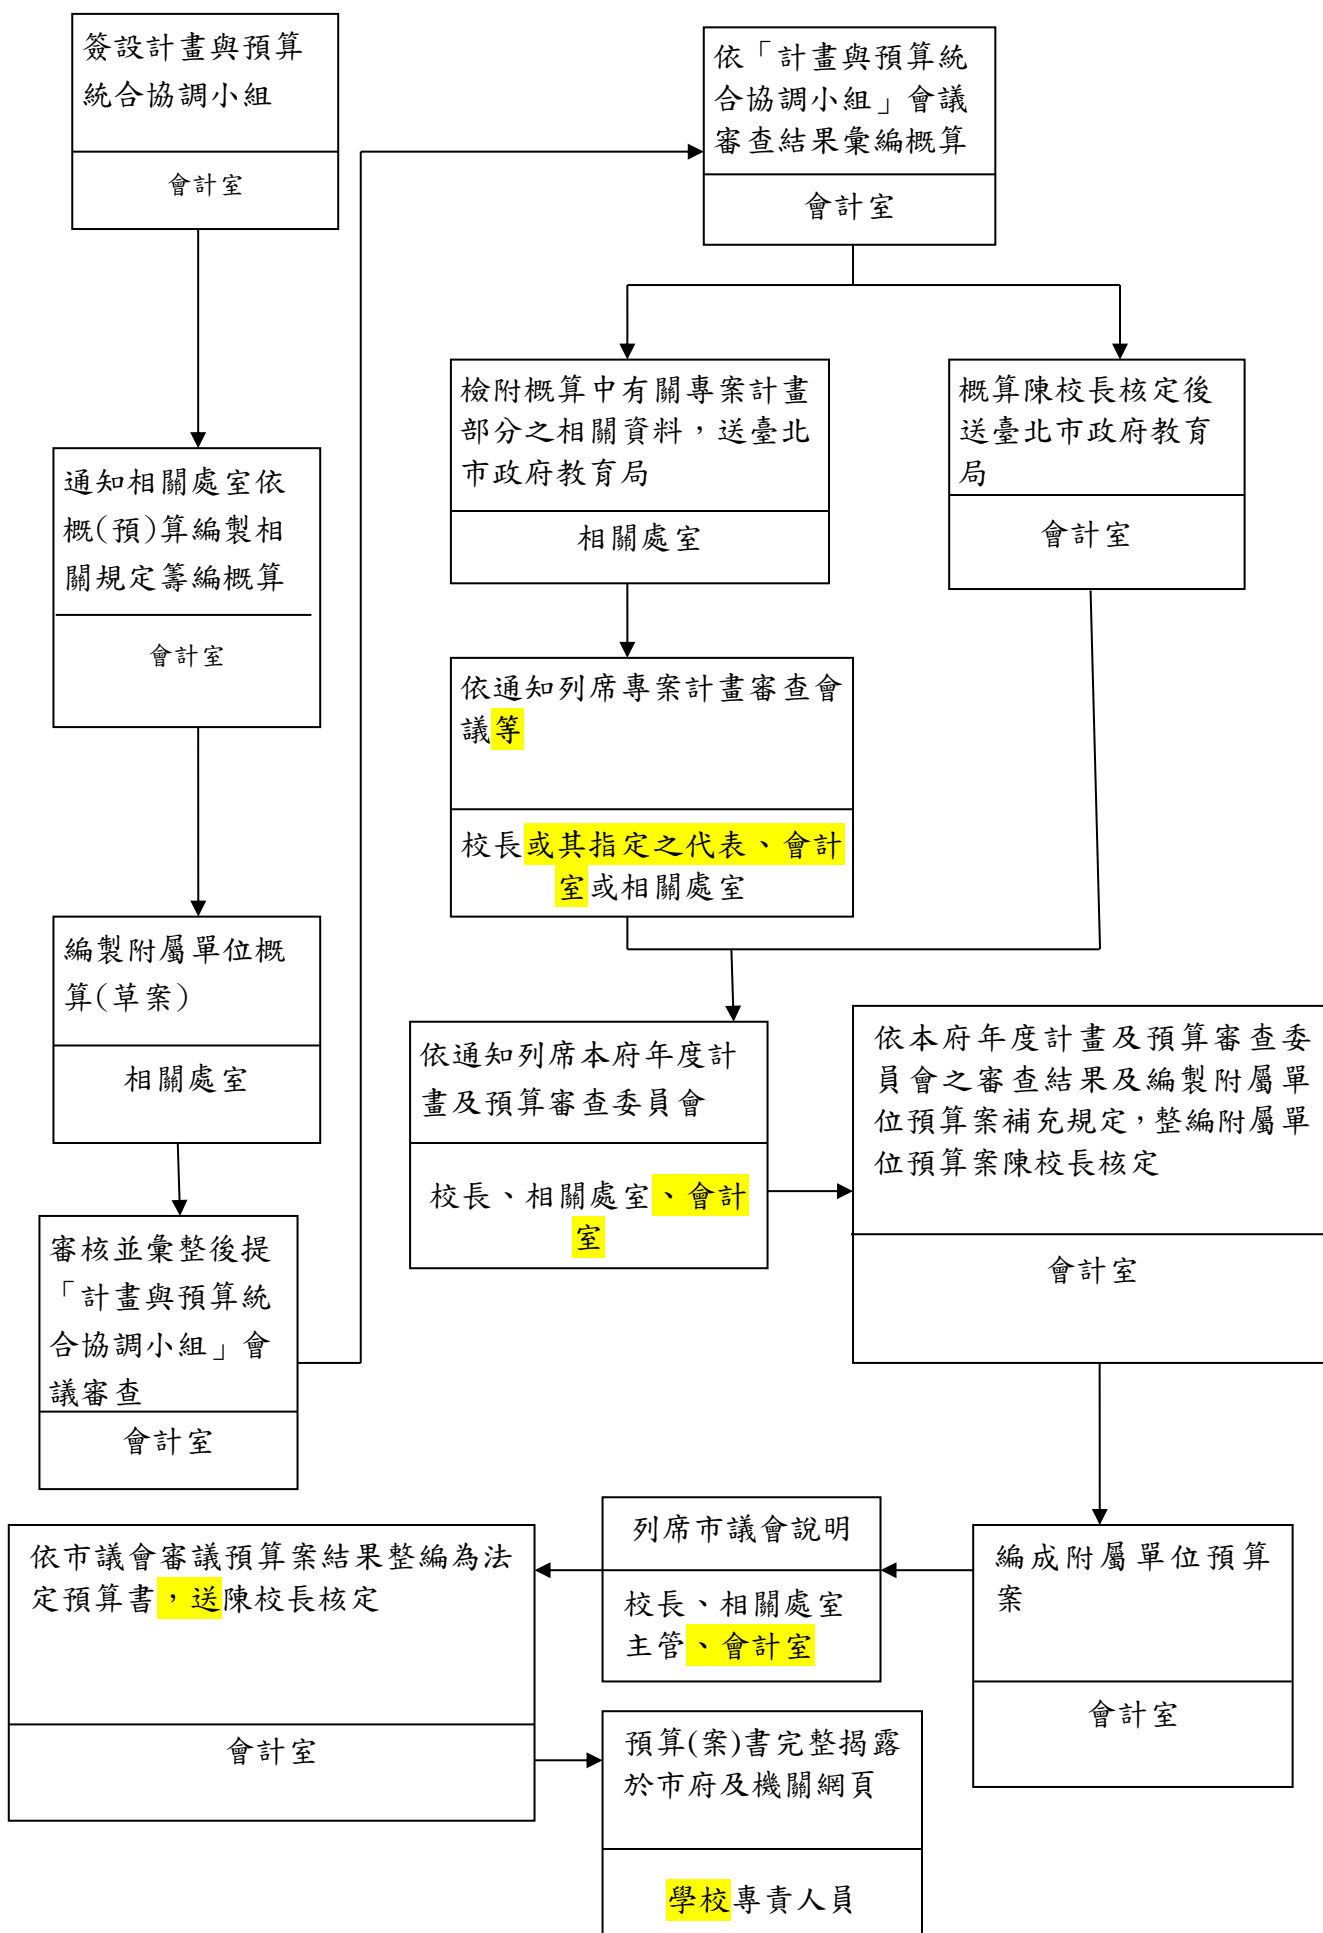 簽設計畫與預算
統合協調小組
會計室
通知相關處室依
概(預)算編製相
關規定籌編概算
會計室
編製附屬單位概
算(草案)
相關處室
審核並彙整後提
「計畫與預算統
合協調小組」會
議審查
會計室
依「計畫與預算統
合協調小組」會議
審查結果彙編概算
會計室
檢附概算中有關專案計畫
部分之相關資料，送臺北
市政府教育局
相關處室
概算陳校長核定後
送臺北市政府教育
局
會計室
依通知列席專案計畫審查會
議等
校長或其指定之代表、會計
室或相關處室
依通知列席本府年度計
畫及預算審查委員會
校長、相關處室、會計
室
依本府年度計畫及預算審查委
員會之審查結果及編製附屬單
位預算案補充規定，整編附屬單
位預算案陳校長核定
會計室
編成附屬單位預算
案
會計室
列席市議會說明
校長、相關處室
主管、會計室
依市議會審議預算案結果整編為法
定預算書，送陳校長核定
會計室
預算(案)書完整揭露
於市府及機關網頁
學校專責人員